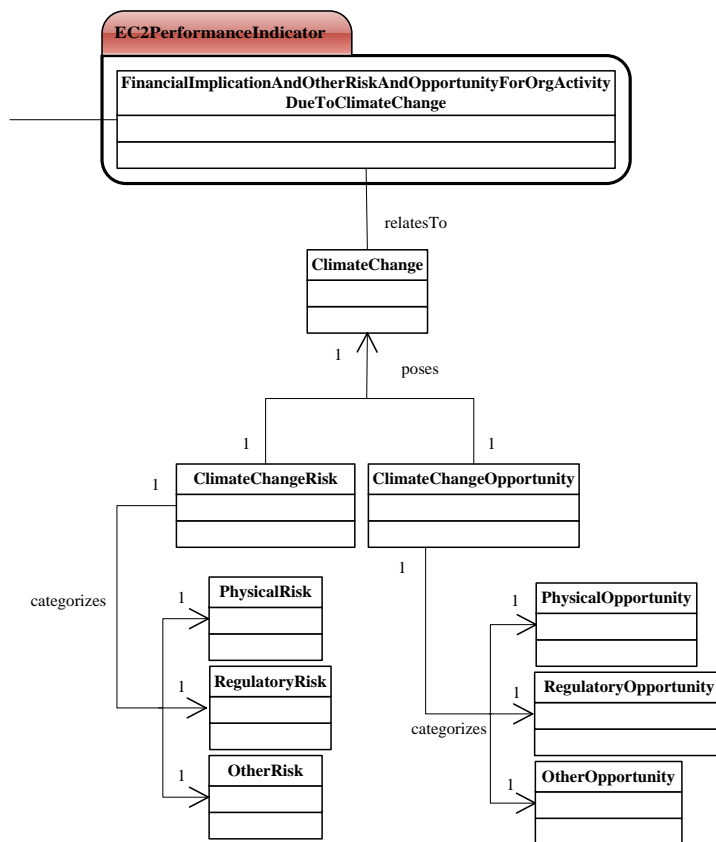 EC2PerformanceIndicator
FinancialImplicationAndOtherRiskAndOpportunityForOrgActivity
DueToClimateChange
relatesTo
ClimateChange
1
poses
1
1
ClimateChangeRisk
ClimateChangeOpportunity
1
1
categorizes
PhysicalRisk
1
PhysicalOpportunity
1
RegulatoryRisk
1
RegulatoryOpportunity
1
categorizes
OtherRisk
1
OtherOpportunity
1